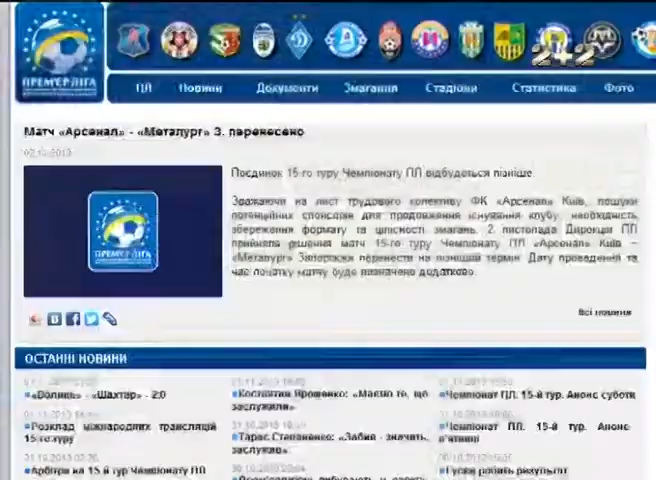 2+2
ПРЕМ'ЄР ЛІГА
ПЛ Новини Документи Змагання Стадіони Статистика Фото
Матч «Арсенал» - «Металург» З. перенесено
02.11.2013
Поєдинок 15-го туру Чемпіонату ПЛ відбудеться пізніше.
Зважаючи на лист трудового колективу ФК «Арсенал» Київ, пошуки
потенційних спонсорів для продовження існування клубу, необхідність
збереження формату та цілісності змагань, 2 листопада Дирекція ПЛ
прийняла рішення матч 15-го туру Чемпіонату ПЛ «Арсенал» Київ –
«Металург» Запоріжжя перенести на пізніший термін. Дату проведення та
час початку матчу буде визначено додатково.
ПРЕМ'ЄР ЛІГА
Всі новини
ОСТАННІ НОВИНИ
«Волинь» - «Шахтар» - 2:0
Розклад міжнародних трансляцій
15-го туру
Арбітри на 15-й тур Чемпіонату ПЛ
Костянтин Ярошенко: «Маємо те, що
заслужили»
Тарас Степаненко: «Забив - значить,
заслужив»
Чемпіонат ПЛ. 15-й тур. Анонс суботи
Чемпіонат ПЛ. 15-й тур. Анонс
п'ятниці